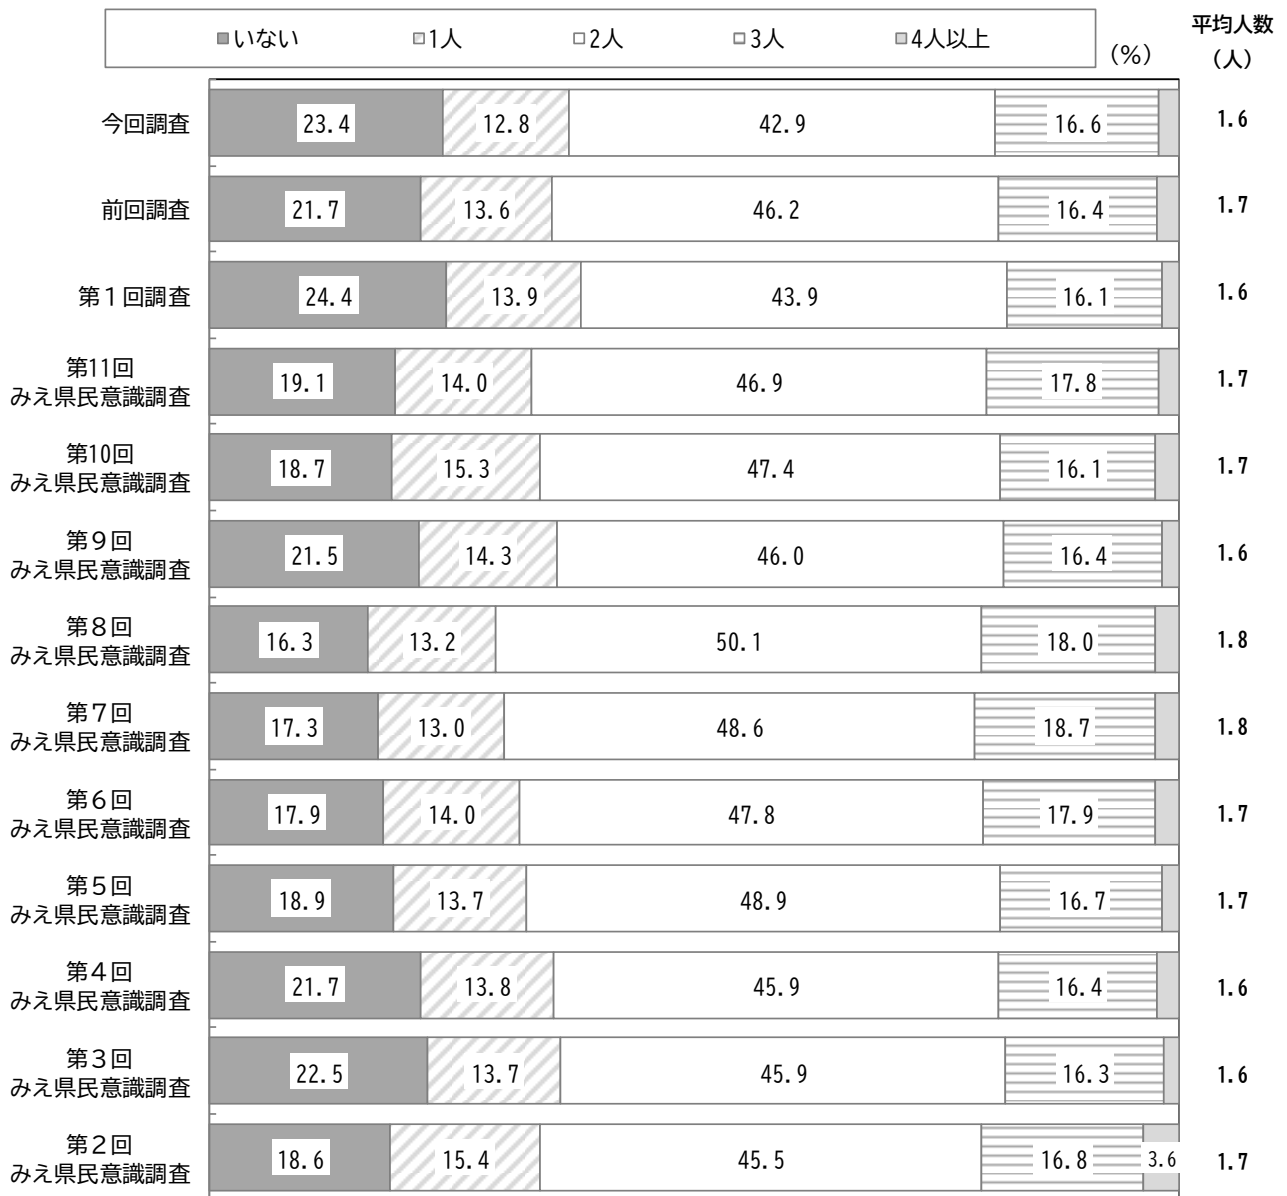 ■いない ▨1人 □2人 ▤3人 ■4人以上
(%)
平均人数
(人)
今回調査 23.4 12.8 42.9 16.6 1.6
前回調査 21.7 13.6 46.2 16.4 1.7
第1回調査 24.4 13.9 43.9 16.1 1.6
第11回
みえ県民意識調査 19.1 14.0 46.9 17.8 1.7
第10回
みえ県民意識調査 18.7 15.3 47.4 16.1 1.7
第9回
みえ県民意識調査 21.5 14.3 46.0 16.4 1.6
第8回
みえ県民意識調査 16.3 13.2 50.1 18.0 1.8
第7回
みえ県民意識調査 17.3 13.0 48.6 18.7 1.8
第6回
みえ県民意識調査 17.9 14.0 47.8 17.9 1.7
第5回
みえ県民意識調査 18.9 13.7 48.9 16.7 1.7
第4回
みえ県民意識調査 21.7 13.8 45.9 16.4 1.6
第3回
みえ県民意識調査 22.5 13.7 45.9 16.3 1.6
第2回
みえ県民意識調査 18.6 15.4 45.5 16.8 3.6 1.7